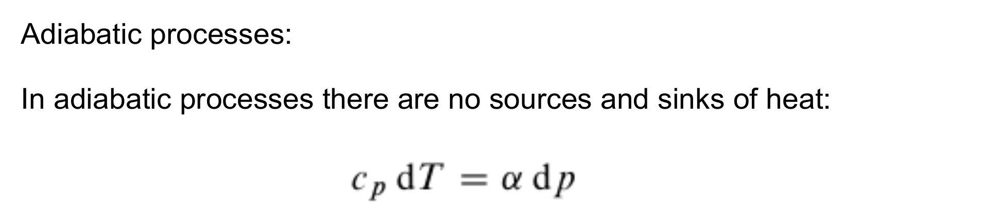 Adiabatic processes:
In adiabatic processes there are no sources and sinks of heat:
c_p dT = α dp